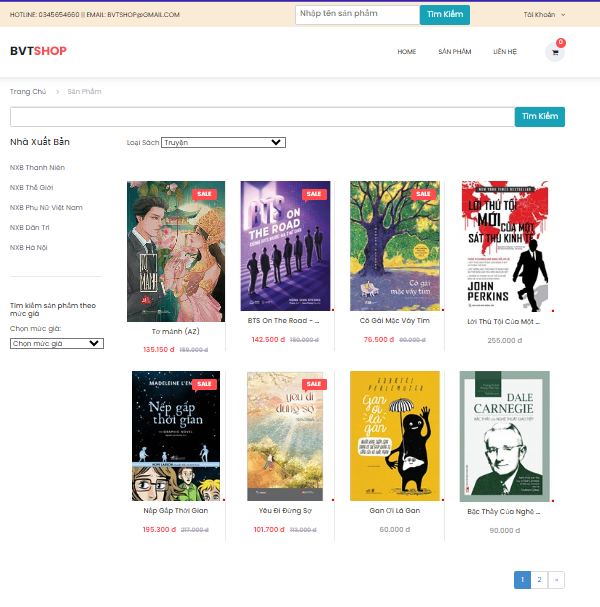 HOTLINE: 0345654660 || EMAIL: BVTSHOP@GMAIL.COM
Nhập tên sản phẩm
Tìm Kiếm
Tài Khoản
BVTSHOP
HOME
SẢN PHẨM
LIÊN HỆ
0
Trang Chủ > Sản Phẩm
Tìm Kiếm
Nhà Xuất Bản
NXB Thanh Niên
NXB Thế Giới
NXB Phụ Nữ Việt Nam
NXB Dân Trí
NXB Hà Nội
Tìm kiếm sản phẩm theo
mức giá
Chọn mức giá:
Chọn mức giá
Loại Sách Truyện
SALE
TƠ MÀNH
Tơ mành (AZ)
135.150 đ
SALE
BTS ON
THE ROAD
BTS On The Road - ...
142.500 đ
SALE
Cô gái
mặc váy tím
Cô Gái Mặc Váy Tím
76.500 đ
LỜI THÚ TỘI
MỚI CỦA MỘT
SÁT THỦ KINH TẾ
JOHN
PERKINS
Lời Thú Tội Của Một ...
255.000 đ
MADELEINE L'EN
SALE
Nếp gấp
thời gian
HOPE LARSON
Nếp Gấp Thời Gian
195.300 đ 217.000 đ
SALE
yêu đi
đừng sợ
Yêu Đi Đừng Sợ
101.700 đ 113.000 đ
Gan
ơi là
gan
Gan Ơi Là Gan
60.000 đ
DALE
CARNEGIE
Bậc Thầy Của Nghệ ...
90.000 đ
1
2
»